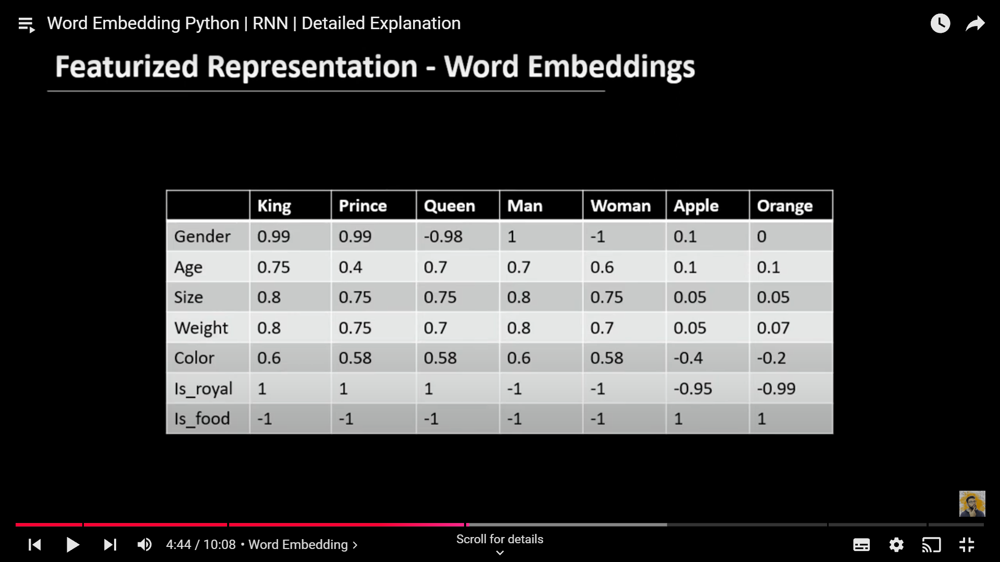 Word Embedding Python | RNN | Detailed Explanation
Featurized Representation - Word Embeddings
King Prince Queen Man Woman Apple Orange
Gender 0.99 0.99 -0.98 1 -1 0.1 0
Age 0.75 0.4 0.7 0.7 0.6 0.1 0.1
Size 0.8 0.75 0.75 0.8 0.75 0.05 0.05
Weight 0.8 0.75 0.7 0.8 0.7 0.05 0.07
Color 0.6 0.58 0.58 0.6 0.58 -0.4 -0.2
Is_royal 1 1 1 -1 -1 -0.95 -0.99
Is_food -1 -1 -1 -1 -1 1 1
4:44 / 10:08 • Word Embedding >
Scroll for details